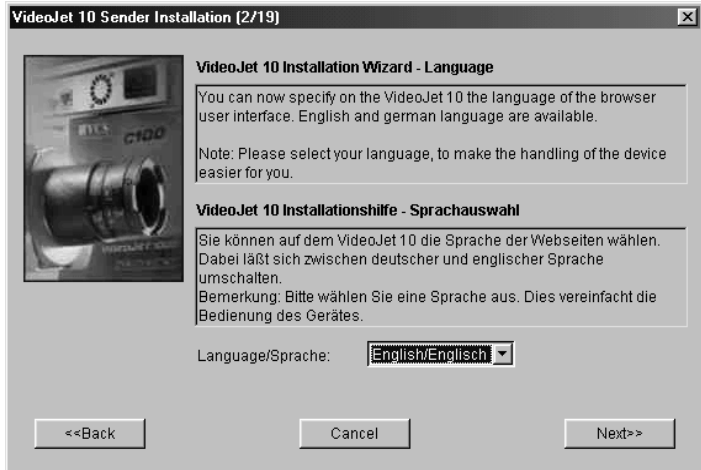 VideoJet 10 Sender Installation (2/19)
VideoJet 10 Installation Wizard - Language
You can now specify on the VideoJet 10 the language of the browser
user interface. English and german language are available.
Note: Please select your language, to make the handling of the device
easier for you.
C100
VideoJet 10 Installationshilfe - Sprachauswahl
Sie können auf dem VideoJet 10 die Sprache der Webseiten wählen.
Dabei läßt sich zwischen deutscher und englischer Sprache
umschalten.
Bemerkung: Bitte wählen Sie eine Sprache aus. Dies vereinfacht die
Bedienung des Gerätes.
Language/Sprache: English/Englisch
<<Back Cancel Next>>